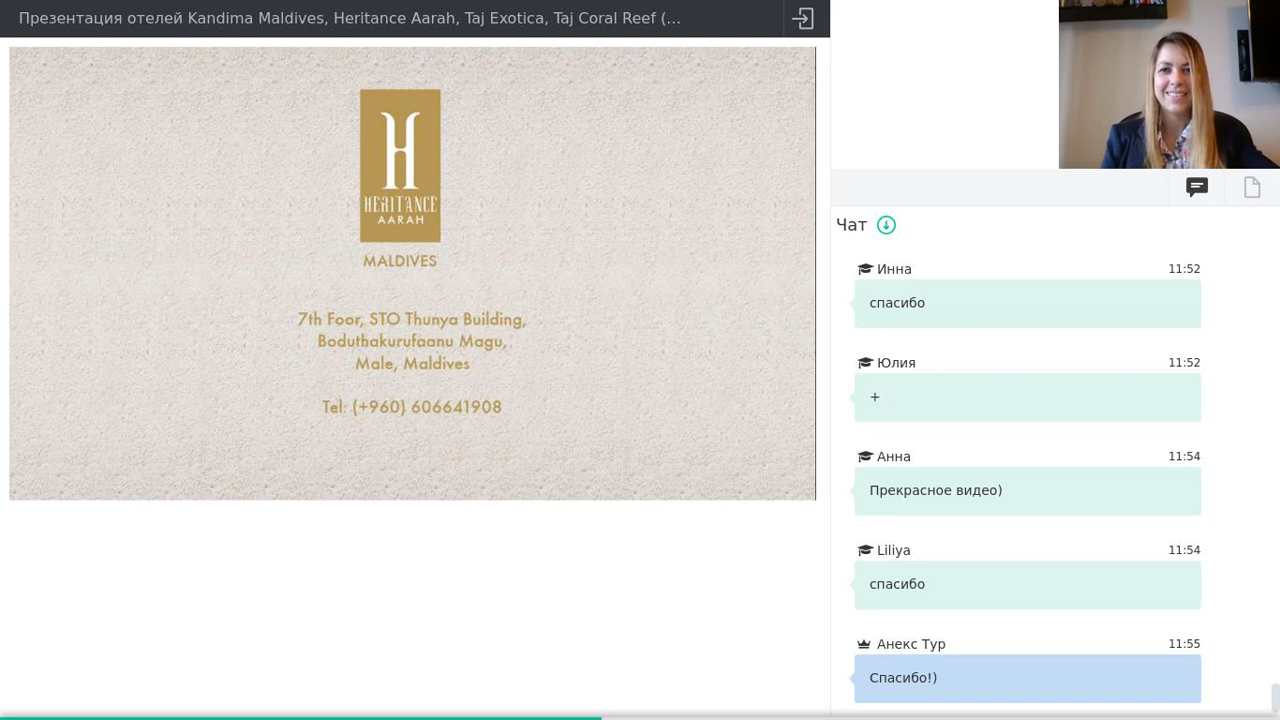 Презентация отелей Kandima Maldives, Heritance Aarah, Taj Exotica, Taj Coral Reef (...
H
HERITANCE
AARAH
MALDIVES
7th Foor, STO Thunya Building,
Boduthakurufaanu Magu,
Male, Maldives
Tel: (+960) 606641908
Чат
Инна 11:52
спасибо
Юлия 11:52
+
Анна 11:54
Прекрасное видео)
Liliya 11:54
спасибо
Анекс Тур 11:55
Спасибо!)